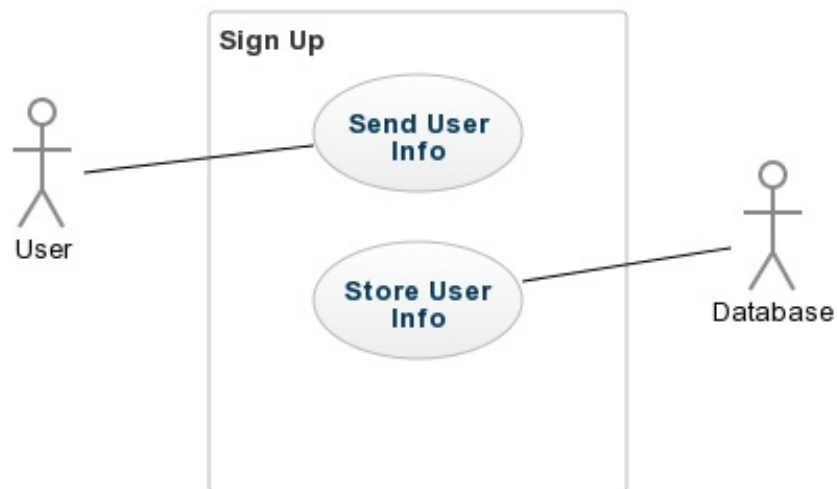 Sign Up
Send User
Info
User
Store User
Info
Database